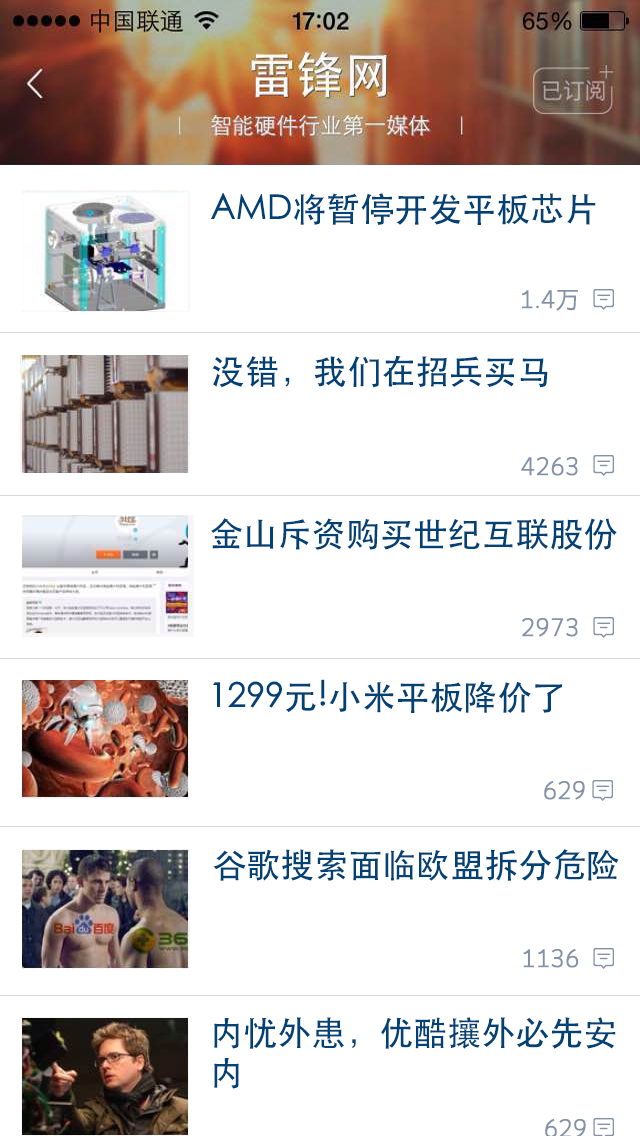 中国联通 17:02 65%
雷锋网
已订阅
智能硬件行业第一媒体
AMD将暂停开发平板芯片
1.4万
没错，我们在招兵买马
4263
金山斥资购买世纪互联股份
2973
1299元!小米平板降价了
629
谷歌搜索面临欧盟拆分危险
Bai du 百度
36
1136
内忧外患，优酷攘外必先安
内
629